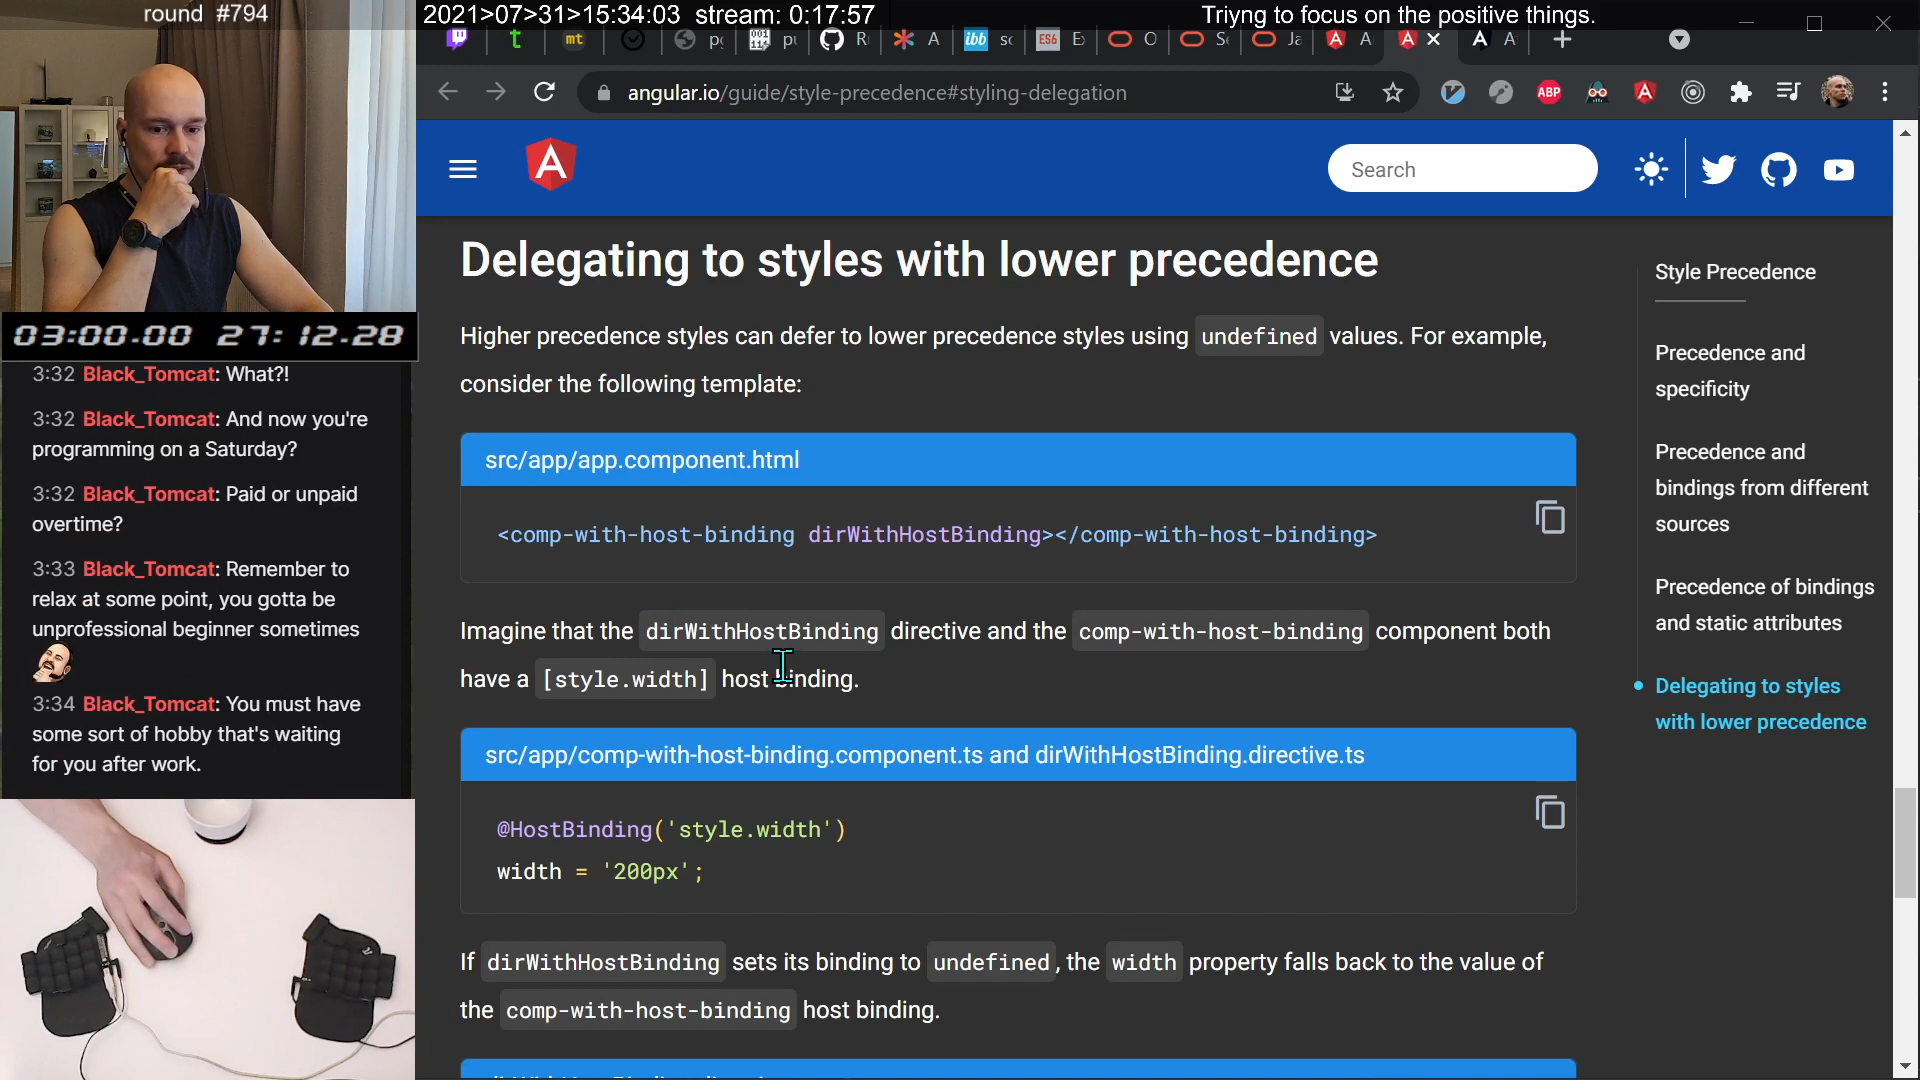 round #794
2021>07>31>15:34:03 stream: 0:17:57
Triyng to focus on the positive things.
angular.io/guide/style-precedence#styling-delegation
ABP
Search
03:00.00 27:12.28
3:32 Black_Tomcat: What?!
3:32 Black_Tomcat: And now you're
programming on a Saturday?
3:32 Black_Tomcat: Paid or unpaid
overtime?
3:33 Black_Tomcat: Remember to
relax at some point, you gotta be
unprofessional beginner sometimes
3:34 Black_Tomcat: You must have
some sort of hobby that's waiting
for you after work.
Delegating to styles with lower precedence
Higher precedence styles can defer to lower precedence styles using undefined values. For example,
consider the following template:
src/app/app.component.html
<comp-with-host-binding dirWithHostBinding></comp-with-host-binding>
Imagine that the dirWithHostBinding directive and the comp-with-host-binding component both
have a [style.width] host binding.
src/app/comp-with-host-binding.component.ts and dirWithHostBinding.directive.ts
@HostBinding('style.width')
width = '200px';
If dirWithHostBinding sets its binding to undefined, the width property falls back to the value of
the comp-with-host-binding host binding.
Style Precedence
Precedence and
specificity
Precedence and
bindings from different
sources
Precedence of bindings
and static attributes
Delegating to styles
with lower precedence